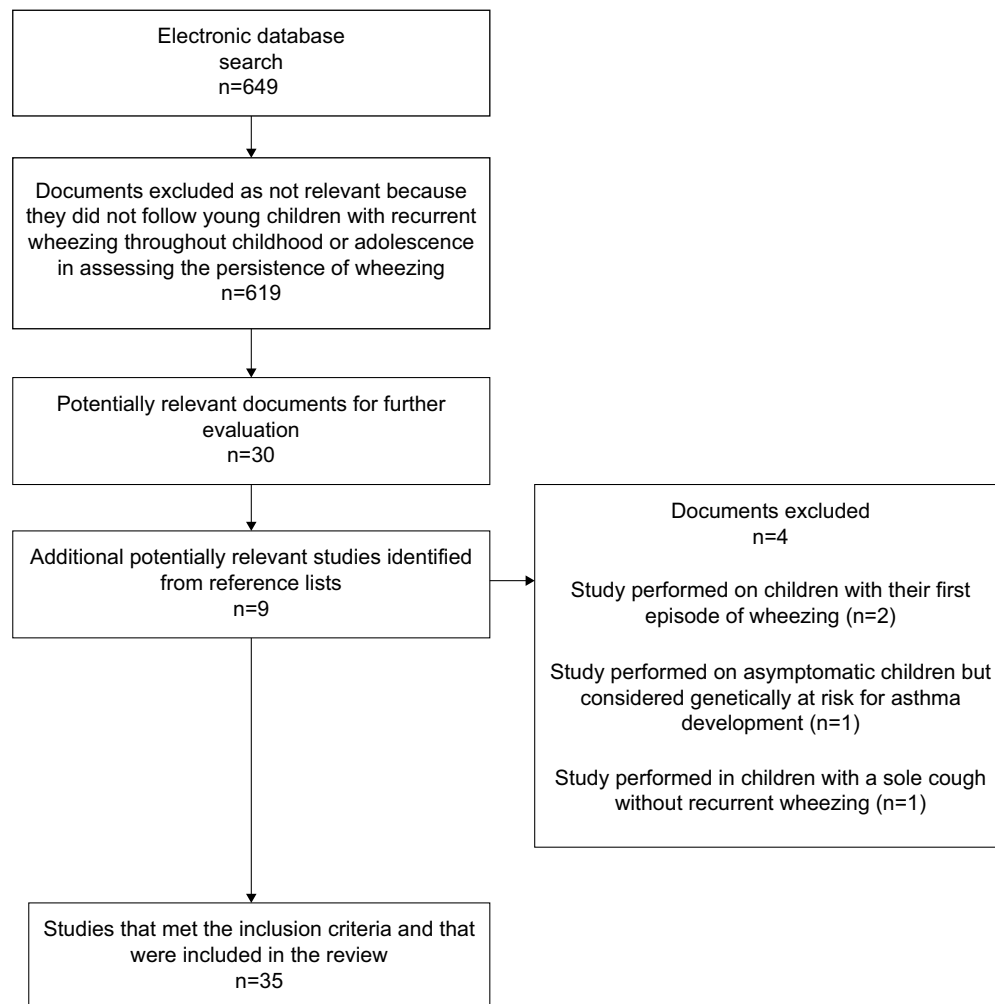 Electronic database
search
n=649
Documents excluded as not relevant because
they did not follow young children with recurrent
wheezing throughout childhood or adolescence
in assessing the persistence of wheezing
n=619
Potentially relevant documents for further
evaluation
n=30
Additional potentially relevant studies identified
from reference lists
n=9
Documents excluded
n=4
Study performed on children with their first
episode of wheezing (n=2)
Study performed on asymptomatic children but
considered genetically at risk for asthma
development (n=1)
Study performed in children with a sole cough
without recurrent wheezing (n=1)
Studies that met the inclusion criteria and that
were included in the review
n=35